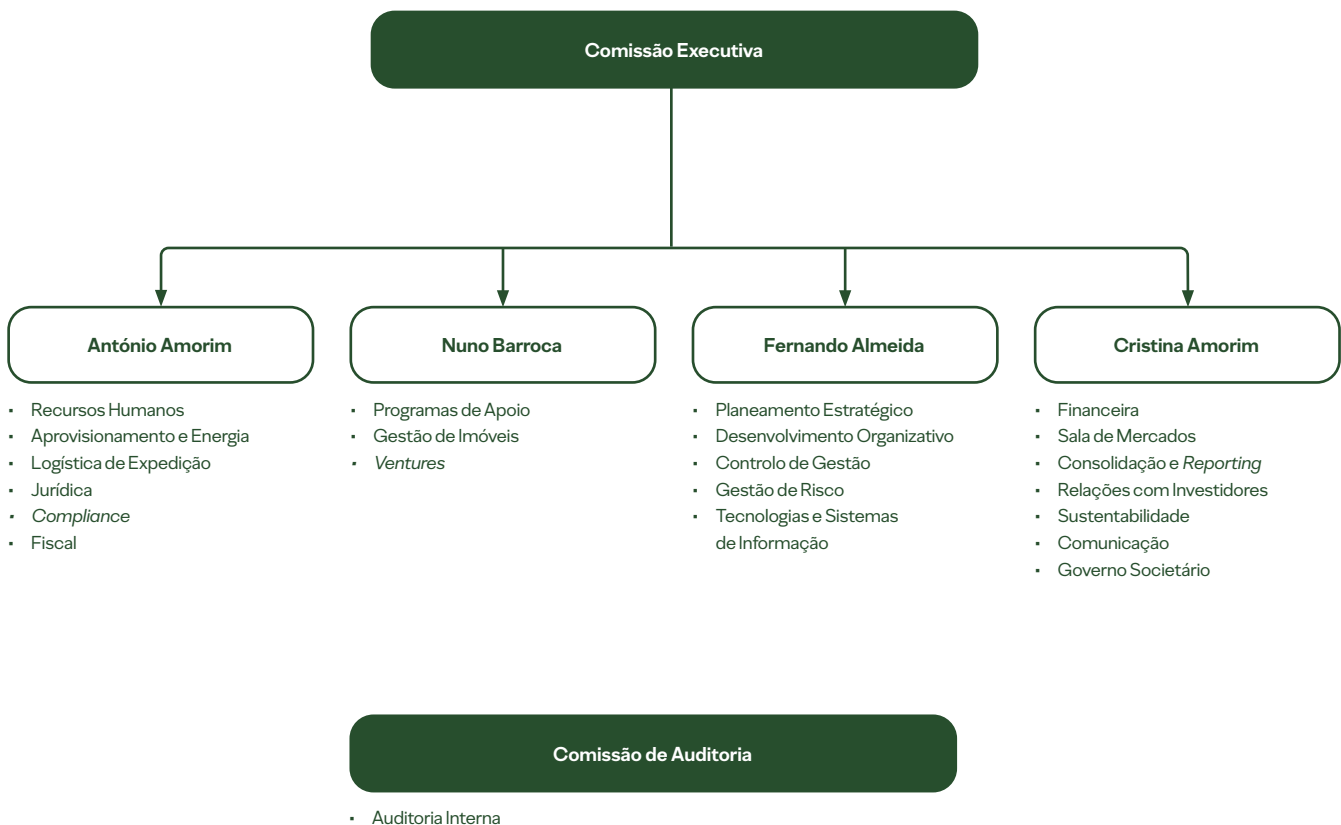 Comissão Executiva
António Amorim
• Recursos Humanos
• Aprovisionamento e Energia
• Logística de Expedição
• Jurídica
• Compliance
• Fiscal
Nuno Barroca
• Programas de Apoio
• Gestão de Imóveis
• Ventures
Fernando Almeida
• Planeamento Estratégico
• Desenvolvimento Organizativo
• Controlo de Gestão
• Gestão de Risco
• Tecnologias e Sistemas
de Informação
Cristina Amorim
• Financeira
• Sala de Mercados
• Consolidação e Reporting
• Relações com Investidores
• Sustentabilidade
• Comunicação
• Governo Societário
Comissão de Auditoria
• Auditoria Interna